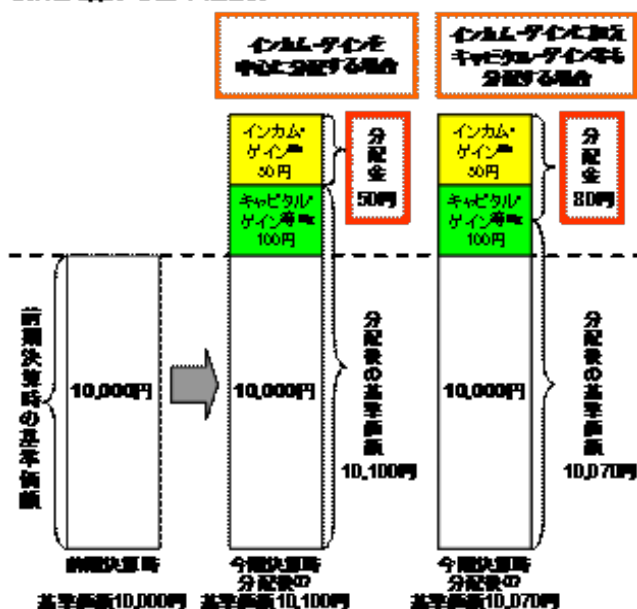 インカム・ゲインを
中心に分配する場合
インカム・ゲインに加え
キャピタル・ゲイン等も
分配する場合
インカム・
ゲイン
50円
キャピタル・
ゲイン等
100円
分配金
50円
インカム・
ゲイン
50円
キャピタル・
ゲイン等
100円
分配金
80円
前期決算時の基準価額
10,000円
10,000円
分配後の基準価額
10,100円
10,000円
分配後の基準価額
10,070円
前期決算時
基準価額10,000円
今期決算時
分配後の
基準価額10,100円
今期決算時
分配後の
基準価額10,070円